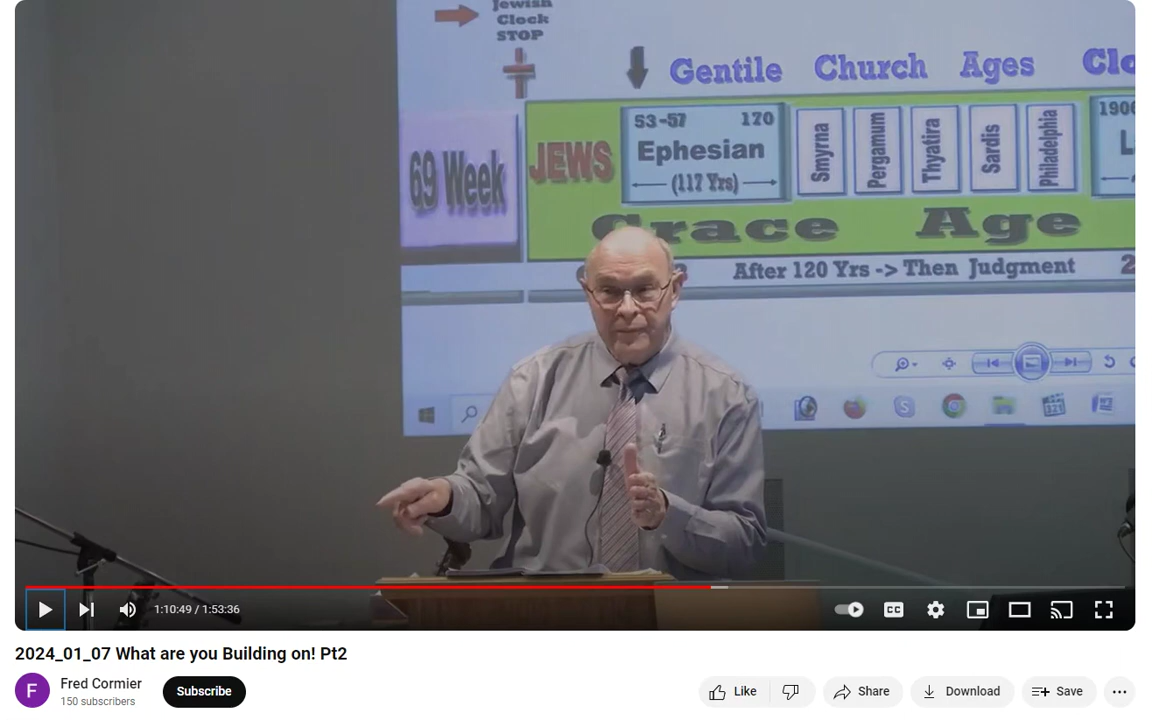 Jewish
Clock
STOP
Gentile Church Ages
69 Week
JEWS
53-57 170
Ephesian
(117 Yrs)
Smyrna
Pergamum
Thyatira
Sardis
Philadelphia
Grace Age
After 120 Yrs -> Then Judgment
1:10:49 / 1:53:36
CC
2024_01_07 What are you Building on! Pt2
F
Fred Cormier
150 subscribers
Subscribe
Like
Share
Download
Save